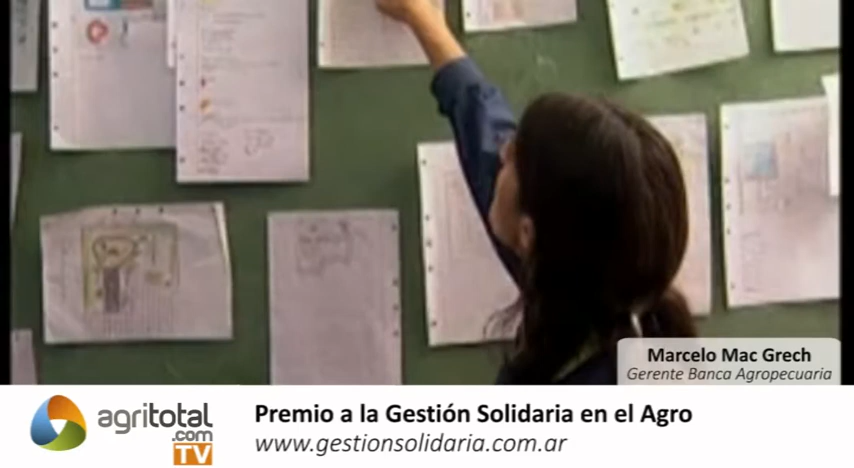 Marcelo Mac Grech
Gerente Banca Agropecuaria
agritotal
.com
TV
Premio a la Gestión Solidaria en el Agro
www.gestionsolidaria.com.ar